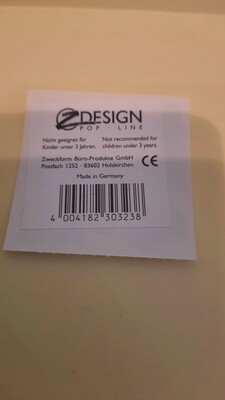 Z DESIGN
POP · LINE
Nicht geeignet für
Kinder unter 3 Jahren.
Not recommended for
children under 3 years.
Zweckform Büro-Produkte GmbH
Postfach 1252 · 83602 Holzkirchen
CE
Made in Germany
4 004182 303238